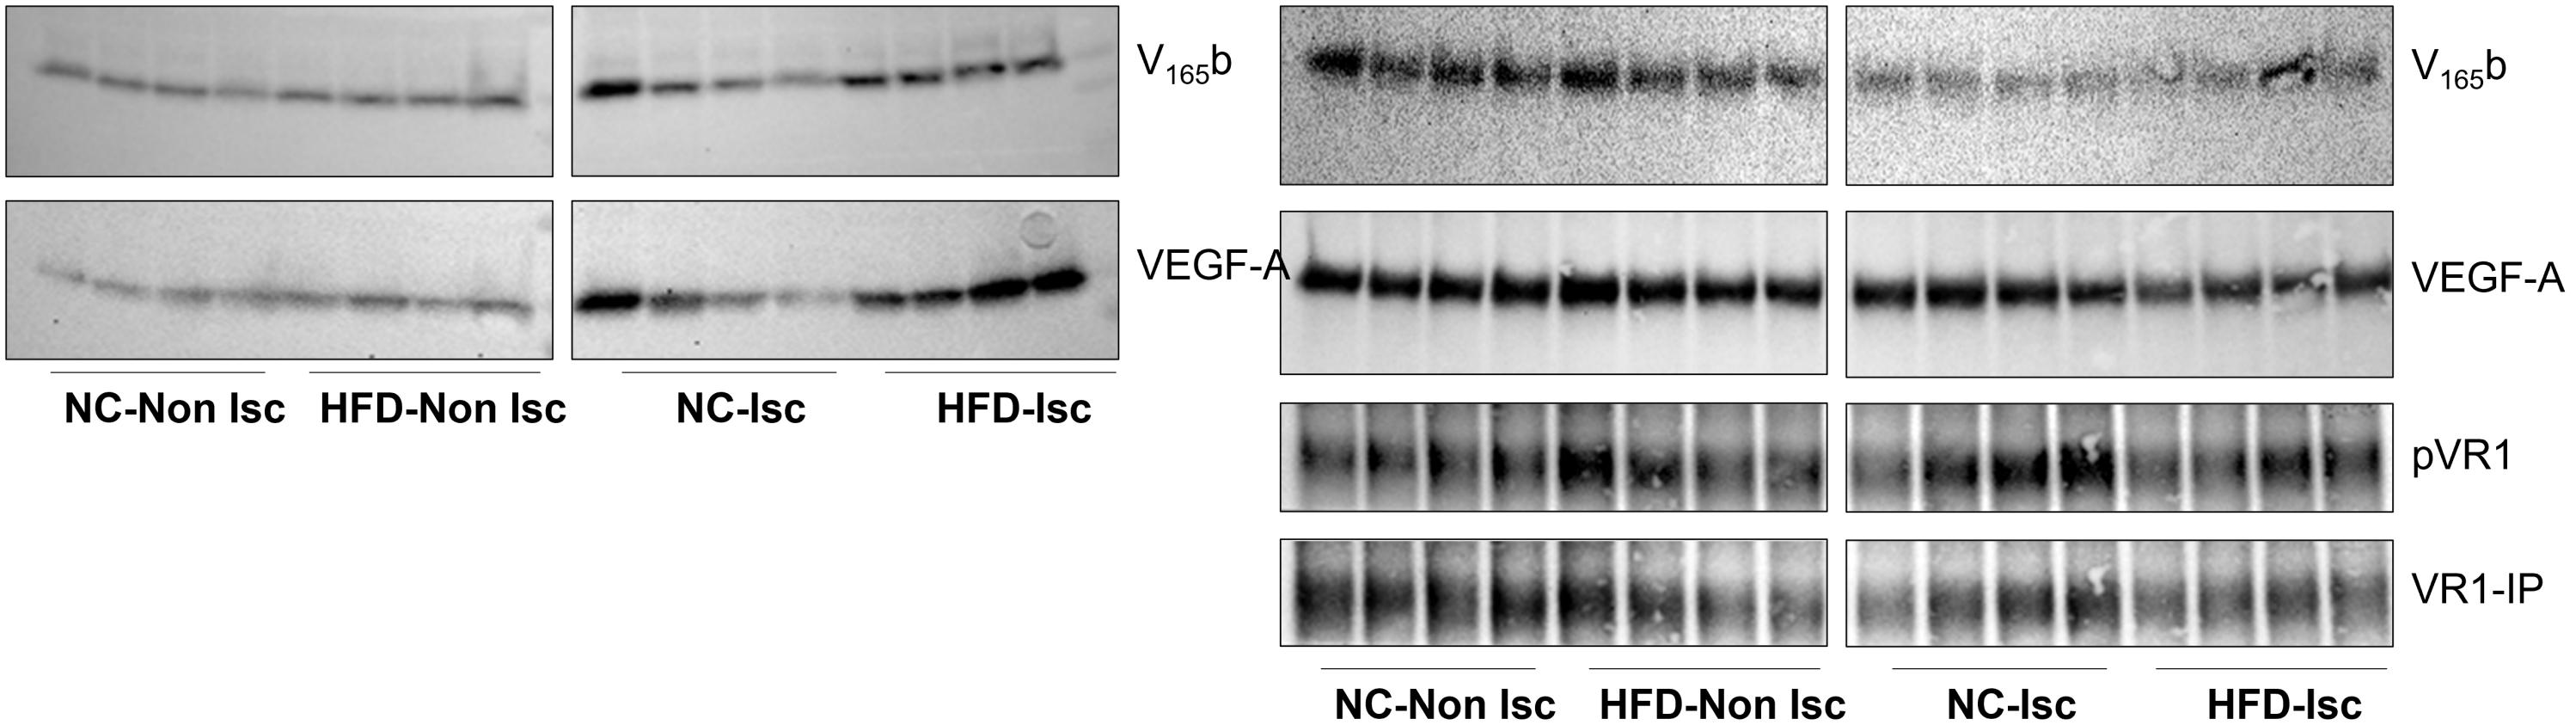 V165b
VEGF-A
NC-Non Isc HFD-Non Isc NC-Isc HFD-Isc
V165b
VEGF-A
pVR1
VR1-IP
NC-Non Isc HFD-Non Isc NC-Isc HFD-Isc